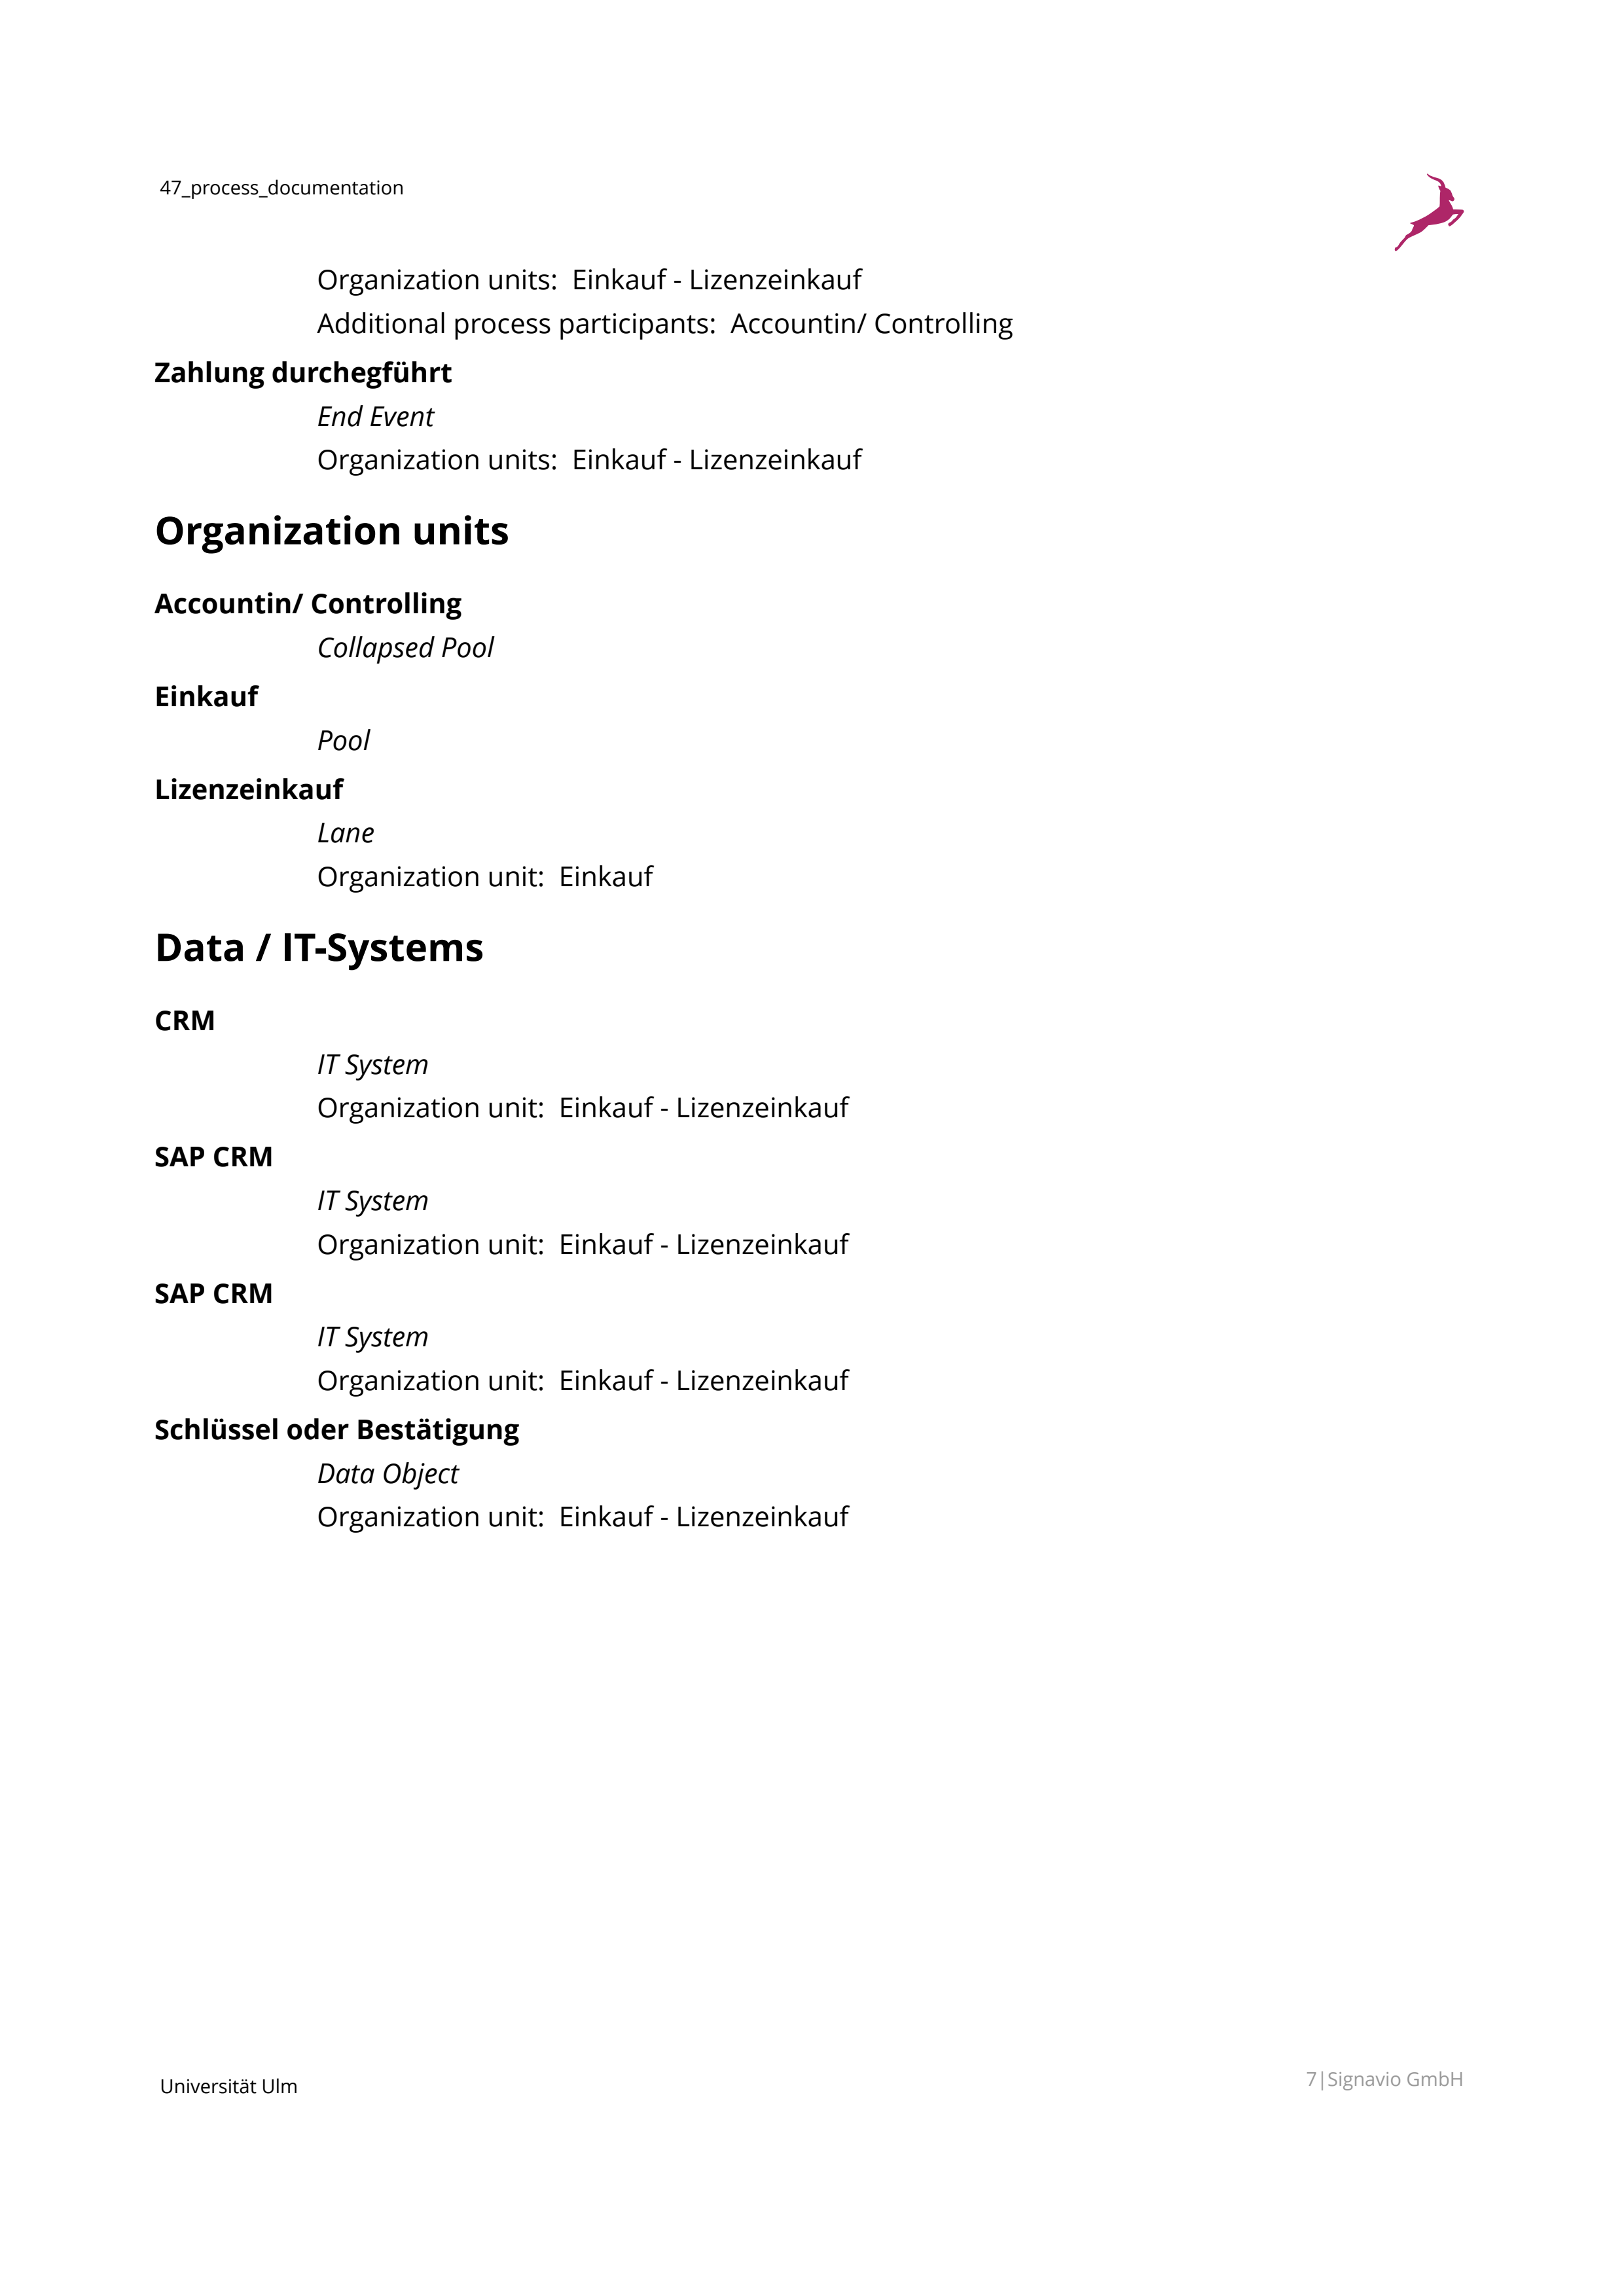 47_process_documentation
Organization units: Einkauf - Lizenzeinkauf
Additional process participants: Accountin/ Controlling
Zahlung durchegführt
End Event
Organization units: Einkauf - Lizenzeinkauf
Organization units
Accountin/ Controlling
Collapsed Pool
Einkauf
Pool
Lizenzeinkauf
Lane
Organization unit: Einkauf
Data / IT-Systems
CRM
IT System
Organization unit: Einkauf - Lizenzeinkauf
SAP CRM
IT System
Organization unit: Einkauf - Lizenzeinkauf
SAP CRM
IT System
Organization unit: Einkauf - Lizenzeinkauf
Schlüssel oder Bestätigung
Data Object
Organization unit: Einkauf - Lizenzeinkauf
Universität Ulm
7|Signavio GmbH